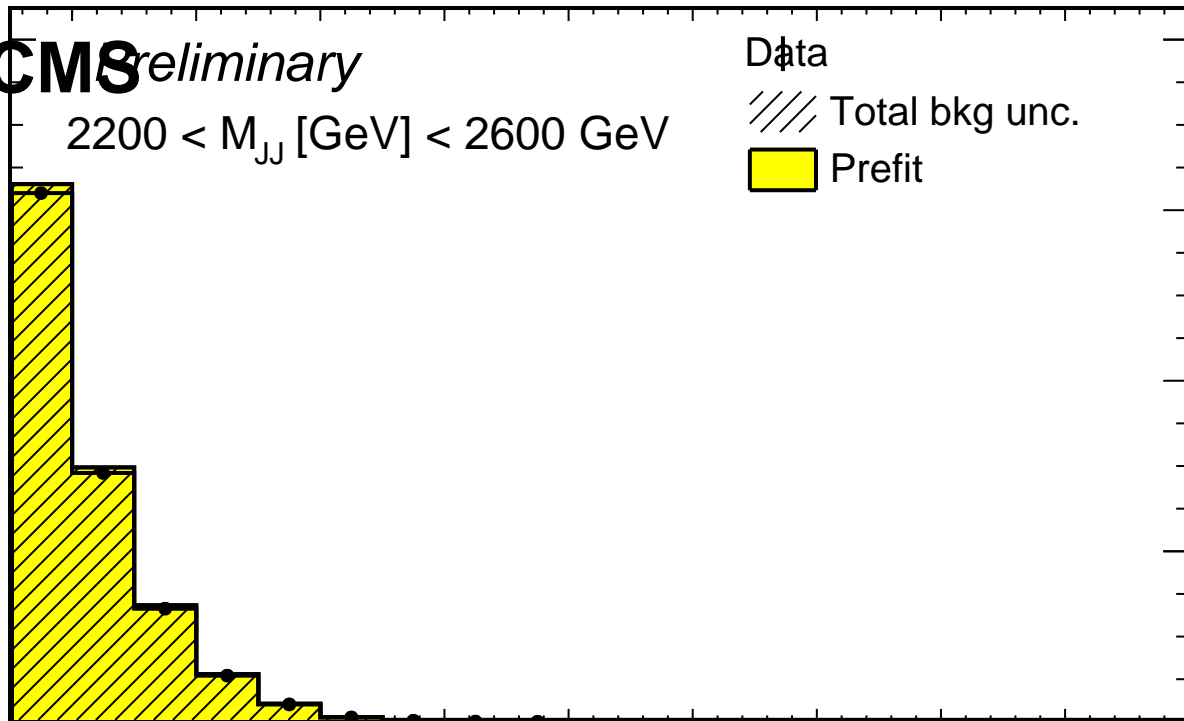 CMS Preliminary
2200 < M_JJ [GeV] < 2600 GeV
Data
Total bkg unc.
Prefit